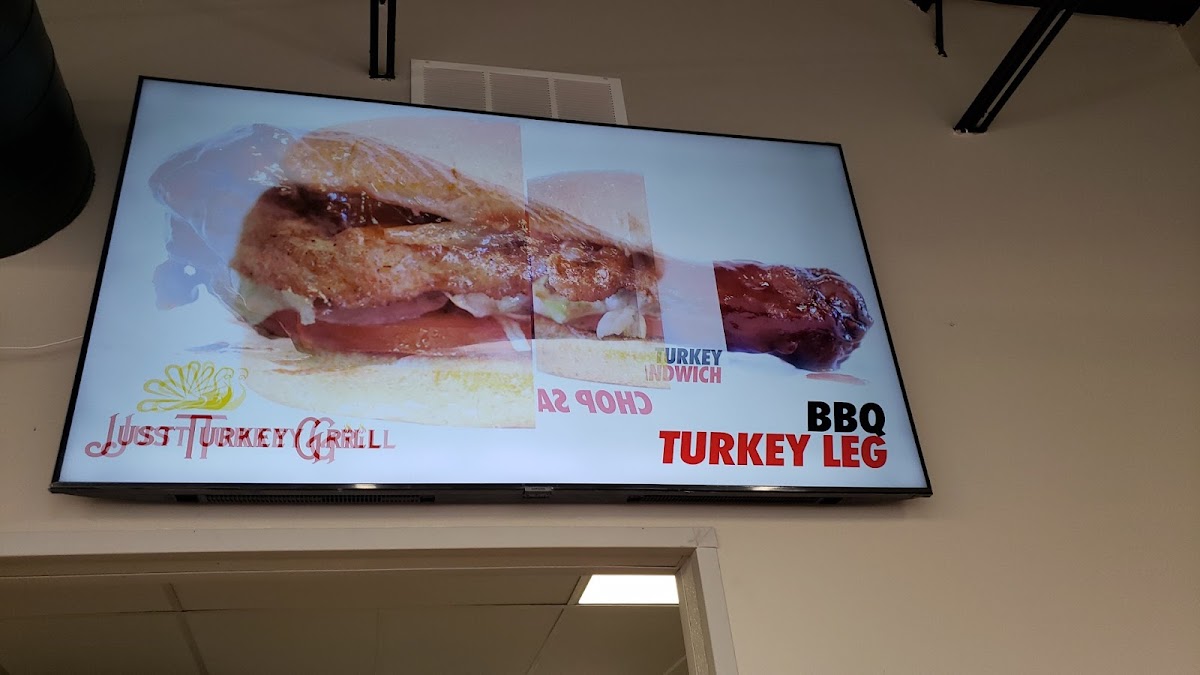 TURKEY
NDWICH
CHOP SA
BBQ
TURKEY LEG
JUST TURKEY GRILL